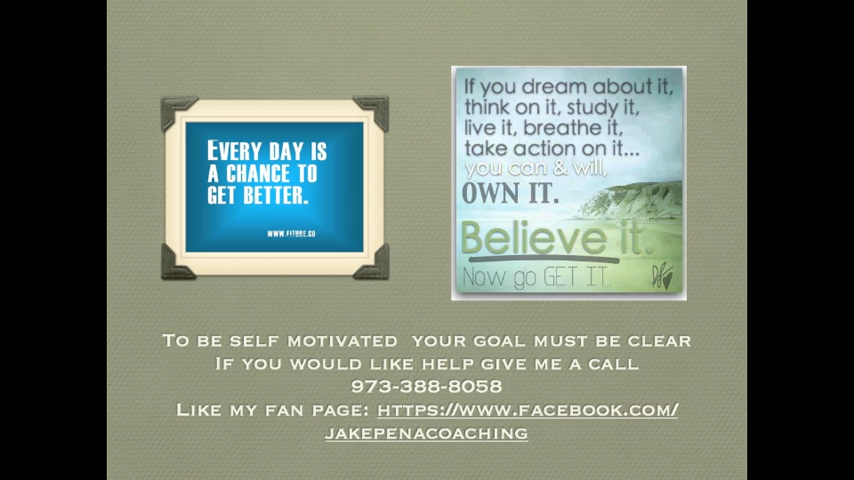 EVERY DAY IS
A CHANCE TO
GET BETTER.
If you dream about it,
think on it, study it,
live it, breathe it,
take action on it...
you can & will,
OWN IT.
Believe it.
Now go GET IT.
To be self motivated your goal must be clear
If you would like help give me a call
973-388-8058
Like my fan page: https://www.facebook.com/
jakepenacoaching